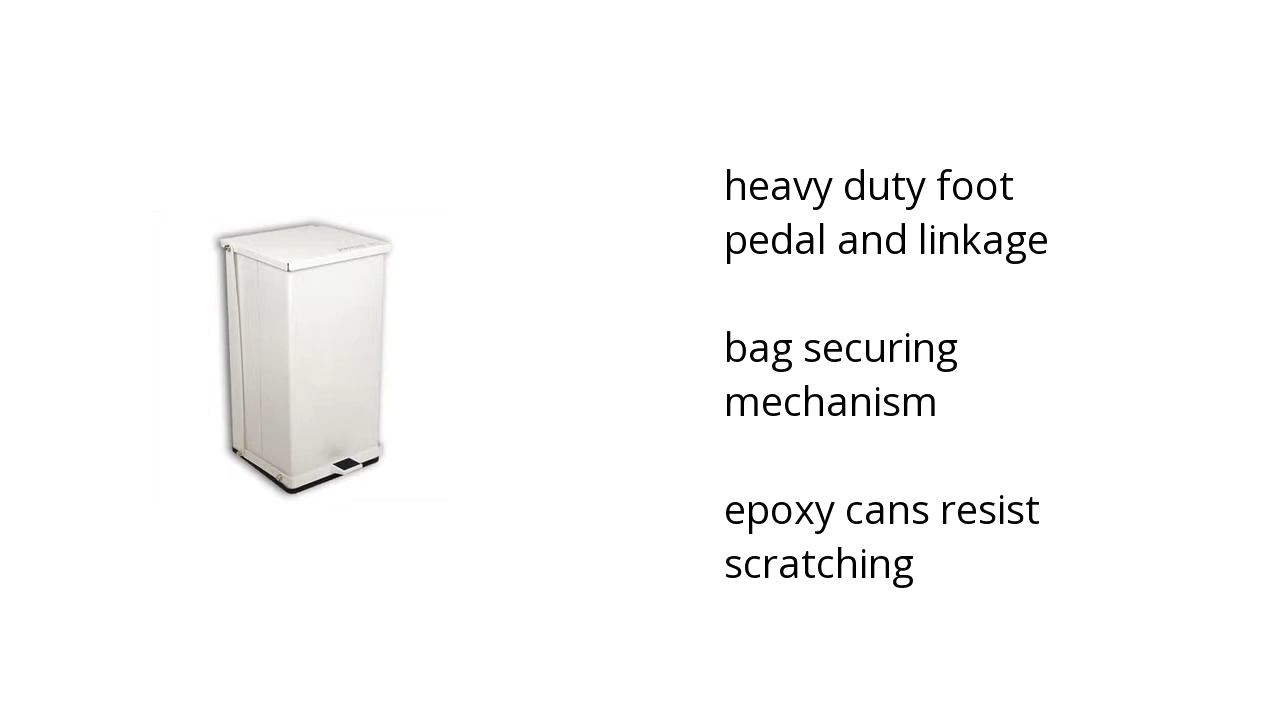 heavy duty foot
pedal and linkage
bag securing
mechanism
epoxy cans resist
scratching